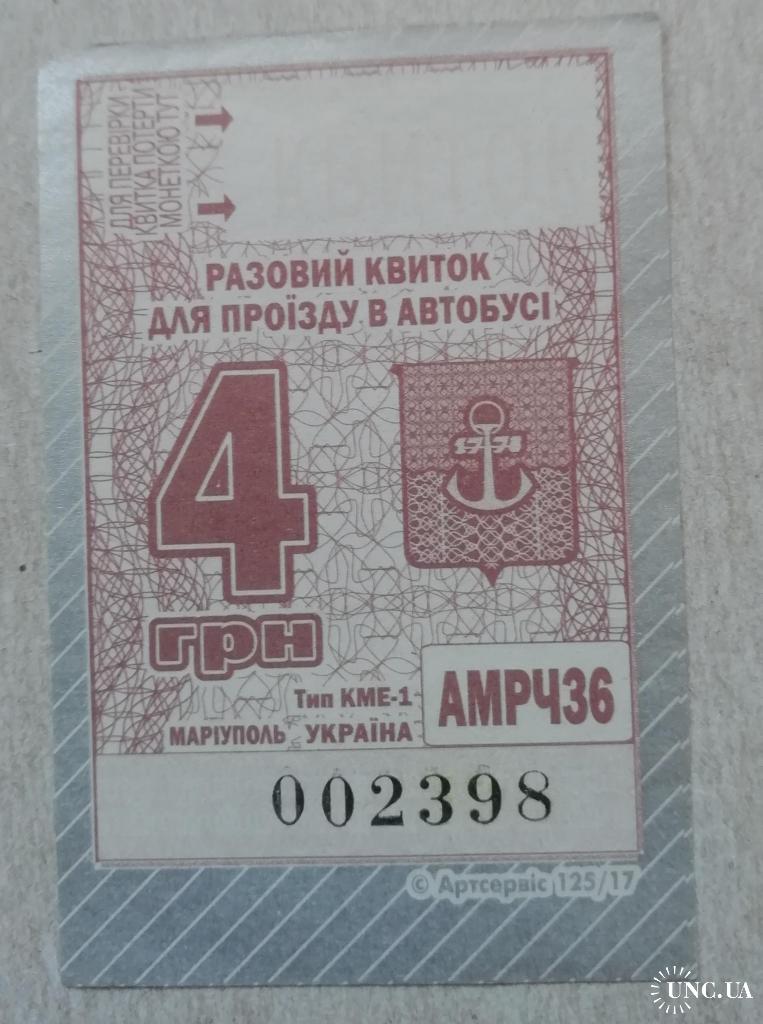 ДЛЯ ПЕРЕВІРКИ
КВИТКА ПОТЕРТИ
МОНЕТКОЮ ТУТ
РАЗОВИЙ КВИТОК
ДЛЯ ПРОЇЗДУ В АВТОБУСІ
4
грн
1778
Тип КМЕ-1
МАРІУПОЛЬ УКРАЇНА
АМРЧ36
002398
© Артсервіс 125/17
UNC.UA